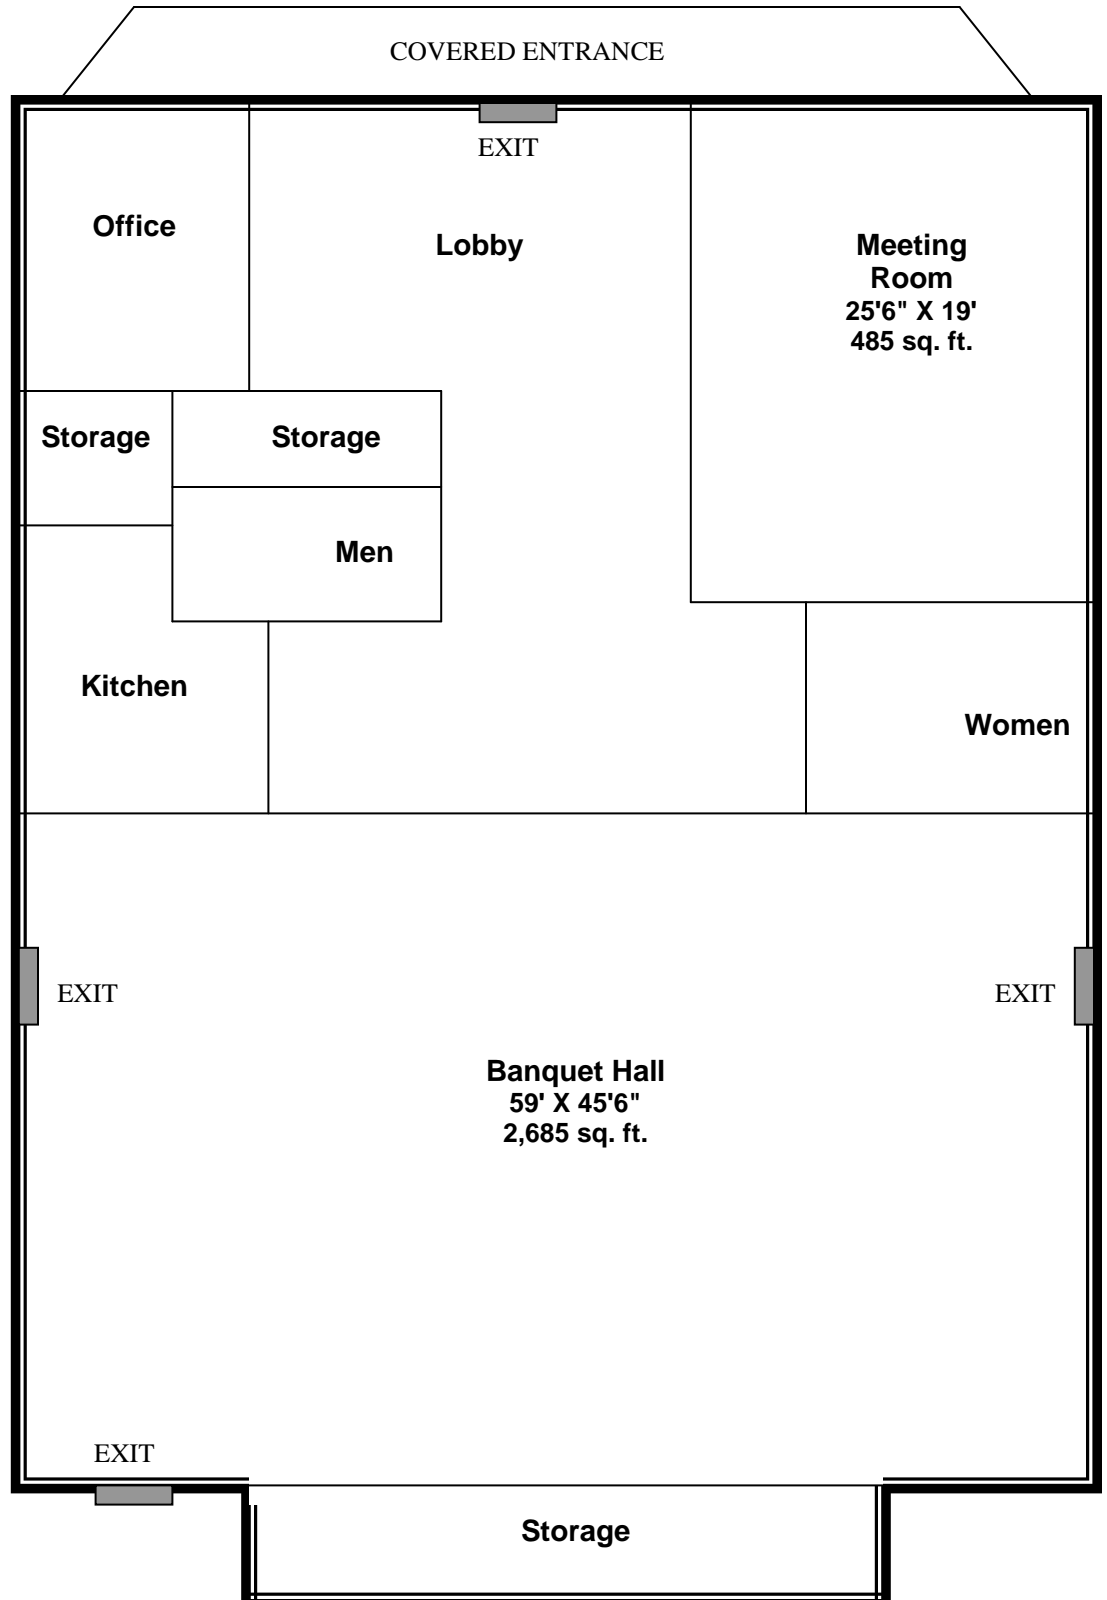 COVERED ENTRANCE
EXIT
Office
Lobby
Meeting
Room
25'6" X 19'
485 sq. ft.
Storage
Storage
Men
Kitchen
Women
EXIT
EXIT
Banquet Hall
59' X 45'6"
2,685 sq. ft.
EXIT
Storage